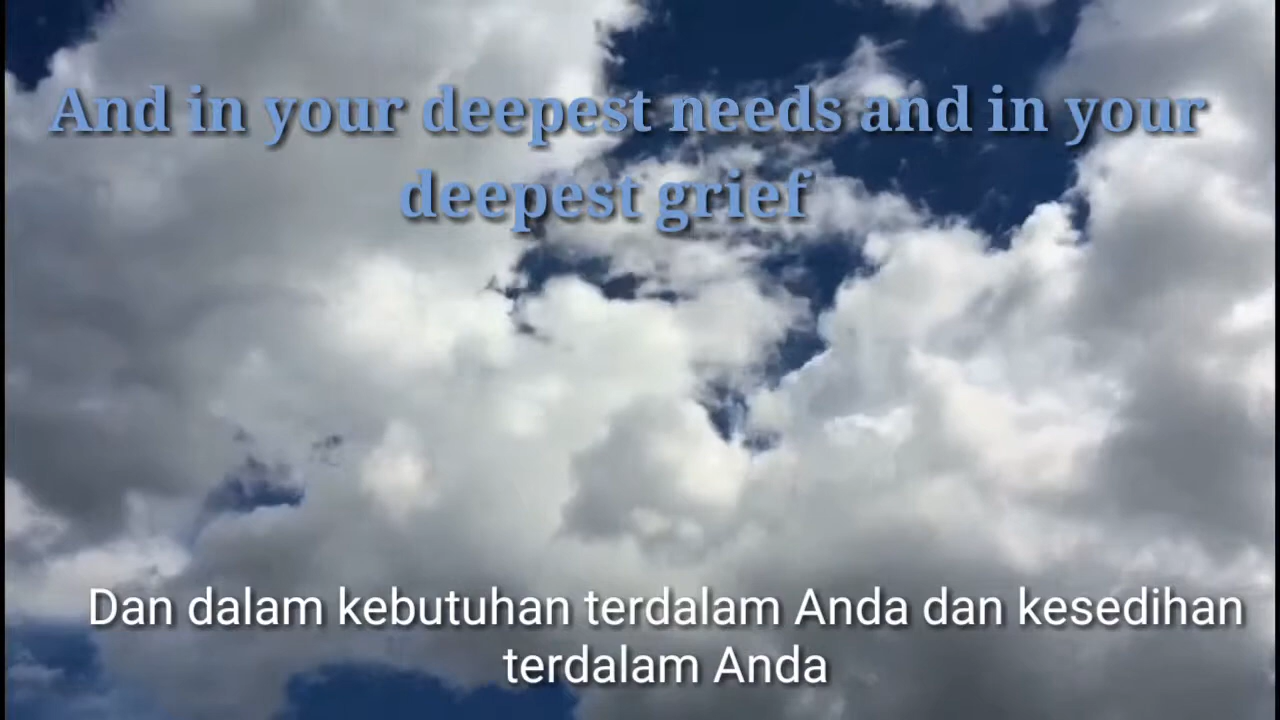 And in your deepest needs and in your
deepest grief
Dan dalam kebutuhan terdalam Anda dan kesedihan
terdalam Anda